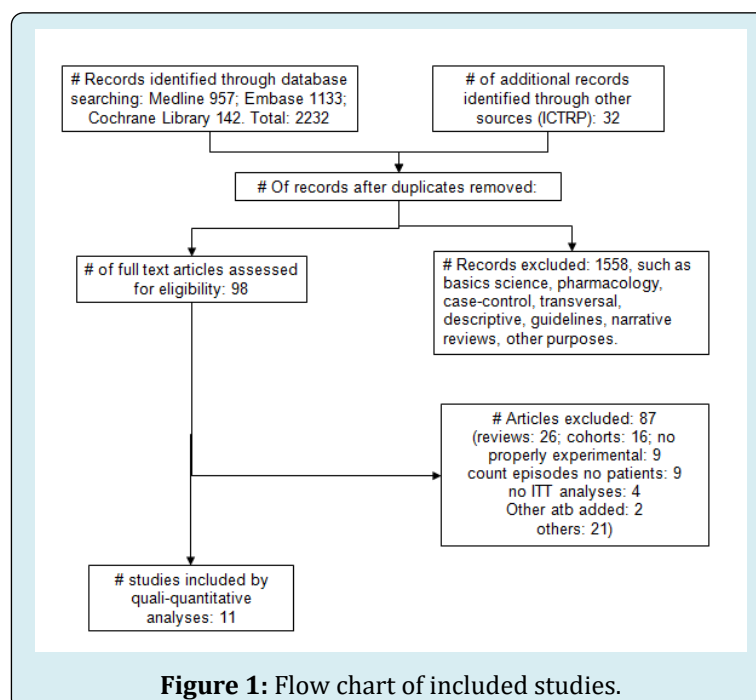 # Records identified through database
searching: Medline 957; Embase 1133;
Cochrane Library 142. Total: 2232
# of additional records
identified through other
sources (ICTRP): 32
# Of records after duplicates removed:
# of full text articles assessed
for eligibility: 98
# Records excluded: 1558, such as
basics science, pharmacology,
case-control, transversal,
descriptive, guidelines, narrative
reviews, other purposes.
# Articles excluded: 87
(reviews: 26; cohorts: 16; no
properly experimental: 9
count episodes no patients: 9
no ITT analyses: 4
Other atb added: 2
others: 21)
# studies included by
quali-quantitative
analyses: 11
Figure 1: Flow chart of included studies.